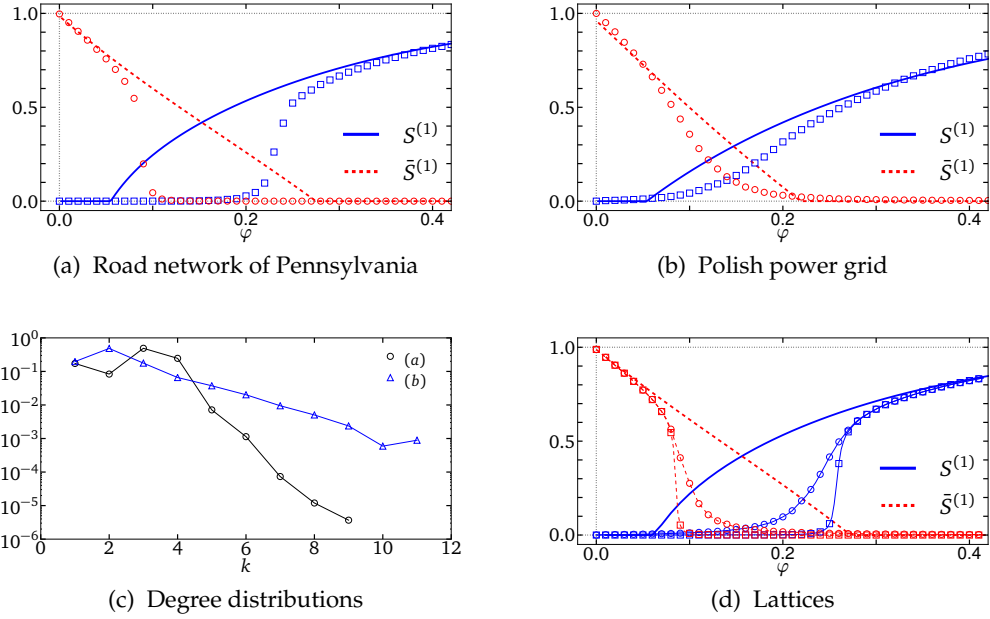 1.0
0.5
0.0
S⁽¹⁾
S̃⁽¹⁾
0.0 0.2 0.4
φ
(a) Road network of Pennsylvania
1.0
0.5
0.0
S⁽¹⁾
S̃⁽¹⁾
0.0 0.2 0.4
φ
(b) Polish power grid
10⁰
10⁻¹
10⁻²
10⁻³
10⁻⁴
10⁻⁵
10⁻⁶
(a)
(b)
0 2 4 6 8 10 12
k
(c) Degree distributions
1.0
0.5
0.0
S⁽¹⁾
S̃⁽¹⁾
0.0 0.2 0.4
φ
(d) Lattices